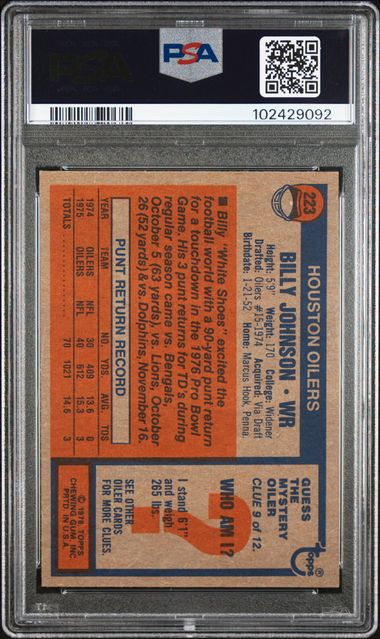 PSA
PSA
102429092
223
HOUSTON OILERS
BILLY JOHNSON • WR
Height: 5'9" Weight: 170 College: Widener
Drafted: Oilers #15-1974 Acquired: Via Draft
Birthdate: 1-21-52 Home: Marcus Hook, Penna.
■ Billy "White Shoes" excited the
football world with a 90-yard punt return
for a touchdown in the 1976 Pro Bowl
Game. His 3 punt returns for TD's during
regular season came vs. Bengals,
October 5 (63 yards), vs. Lions, October
26 (52 yards) & vs. Dolphins, November 16.
PUNT RETURN RECORD
YEAR TEAM NO. YDS. AVG. TD
1974 OILERS NFL 30 409 13.6 0
1975 OILERS NFL 40 612 15.3 3
TOTALS 70 1021 14.6 3
Topps®
GUESS
THE
MYSTERY
OILER
CLUE 9 of 12.
WHO AM I?
?
I stand 6'1"
and weigh
265 lbs.
SEE OTHER
OILER CARDS
FOR MORE CLUES.
© 1976 TOPPS
CHEWING GUM, INC.
PRTD. IN U.S.A.